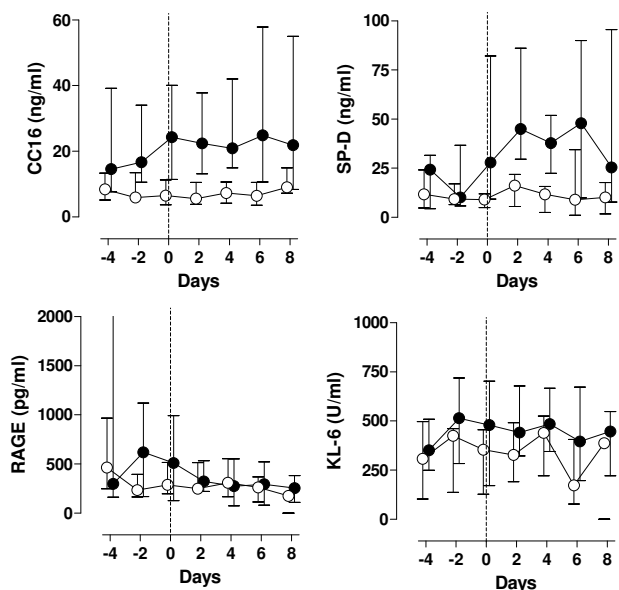 60
40
20
0
CC16 (ng/ml)
-4 -2 0 2 4 6 8
Days
100
75
50
25
0
SP-D (ng/ml)
-4 -2 0 2 4 6 8
Days
2000
1500
1000
500
0
RAGE (pg/ml)
-4 -2 0 2 4 6 8
Days
1000
750
500
250
0
KL-6 (U/ml)
-4 -2 0 2 4 6 8
Days